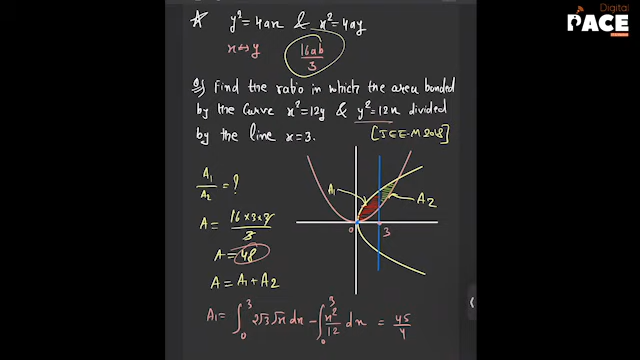 Digital
PACE
y² = 4ax & x² = 4ay
x ↔ y
16ab/3
Q) Find the ratio in which the area bonded
by the curve x² = 12y & y² = 12x divided
by the line x = 3. [JEE-M 2018]
A₁/A₂ = ?
A₁
A₂
A = 16×3×3/3
A = 48
0
3
A = A₁ + A₂
A₁ = ∫₀³ 2√3 √x dx − ∫₀³ x²/12 dx = 45/4